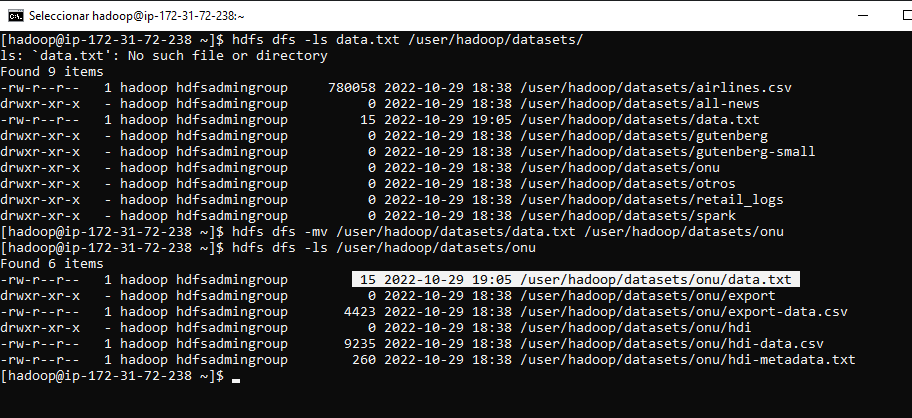 Seleccionar hadoop@ip-172-31-72-238:~
[hadoop@ip-172-31-72-238 ~]$ hdfs dfs -ls data.txt /user/hadoop/datasets/
ls: `data.txt': No such file or directory
Found 9 items
-rw-r--r--   1 hadoop hdfsadmingroup     780058 2022-10-29 18:38 /user/hadoop/datasets/airlines.csv
drwxr-xr-x   - hadoop hdfsadmingroup          0 2022-10-29 18:38 /user/hadoop/datasets/all-news
-rw-r--r--   1 hadoop hdfsadmingroup         15 2022-10-29 19:05 /user/hadoop/datasets/data.txt
drwxr-xr-x   - hadoop hdfsadmingroup          0 2022-10-29 18:38 /user/hadoop/datasets/gutenberg
drwxr-xr-x   - hadoop hdfsadmingroup          0 2022-10-29 18:38 /user/hadoop/datasets/gutenberg-small
drwxr-xr-x   - hadoop hdfsadmingroup          0 2022-10-29 18:38 /user/hadoop/datasets/onu
drwxr-xr-x   - hadoop hdfsadmingroup          0 2022-10-29 18:38 /user/hadoop/datasets/otros
drwxr-xr-x   - hadoop hdfsadmingroup          0 2022-10-29 18:38 /user/hadoop/datasets/retail_logs
drwxr-xr-x   - hadoop hdfsadmingroup          0 2022-10-29 18:38 /user/hadoop/datasets/spark
[hadoop@ip-172-31-72-238 ~]$ hdfs dfs -mv /user/hadoop/datasets/data.txt /user/hadoop/datasets/onu
[hadoop@ip-172-31-72-238 ~]$ hdfs dfs -ls /user/hadoop/datasets/onu
Found 6 items
-rw-r--r--   1 hadoop hdfsadmingroup         15 2022-10-29 19:05 /user/hadoop/datasets/onu/data.txt
drwxr-xr-x   - hadoop hdfsadmingroup          0 2022-10-29 18:38 /user/hadoop/datasets/onu/export
-rw-r--r--   1 hadoop hdfsadmingroup       4423 2022-10-29 18:38 /user/hadoop/datasets/onu/export-data.csv
drwxr-xr-x   - hadoop hdfsadmingroup          0 2022-10-29 18:38 /user/hadoop/datasets/onu/hdi
-rw-r--r--   1 hadoop hdfsadmingroup       9235 2022-10-29 18:38 /user/hadoop/datasets/onu/hdi-data.csv
-rw-r--r--   1 hadoop hdfsadmingroup        260 2022-10-29 18:38 /user/hadoop/datasets/onu/hdi-metadata.txt
[hadoop@ip-172-31-72-238 ~]$